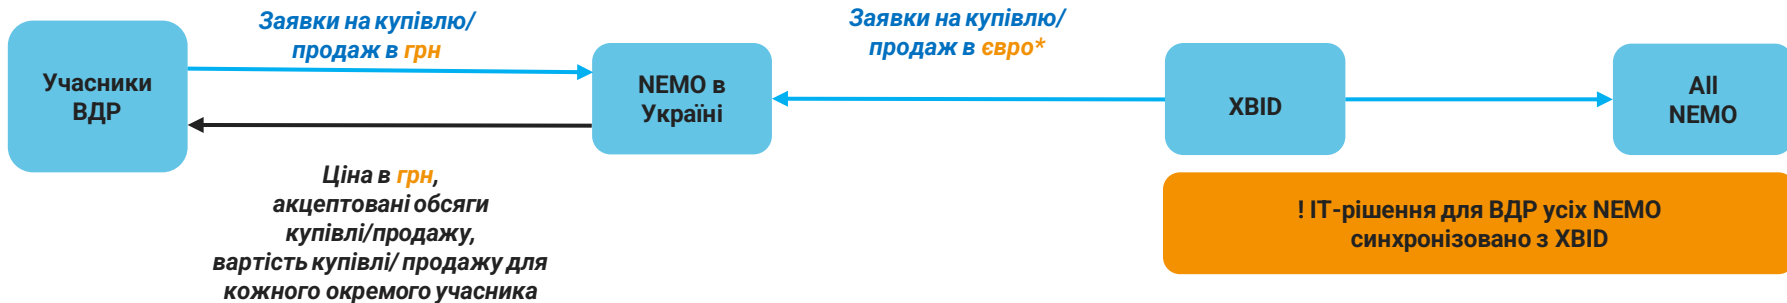 Заявки на купівлю/
продаж в грн
Заявки на купівлю/
продаж в євро*
Учасники
ВДР
NEMO в
Україні
XBID
All
NEMO
Ціна в грн,
акцептовані обсяги
купівлі/продажу,
вартість купівлі/ продажу для
кожного окремого учасника
! ІТ-рішення для ВДР усіх NEMO
синхронізовано з XBID